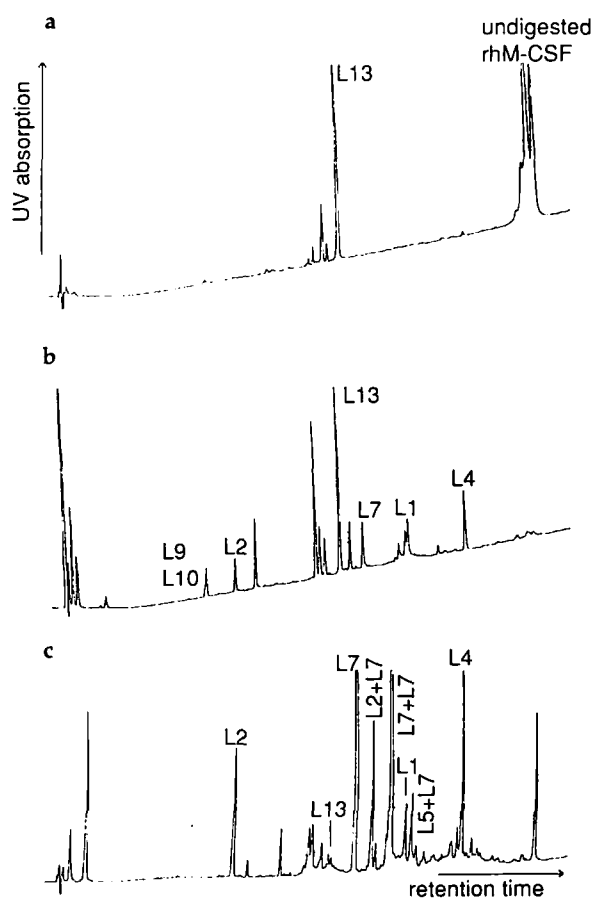 a
undigested
rhM-CSF
L13
UV absorption
b
L13
L9
L10
L2
L7
L1
L4
c
L2
L13
L7
L2+L7
L7+L7
L1
L5+L7
L4
retention time